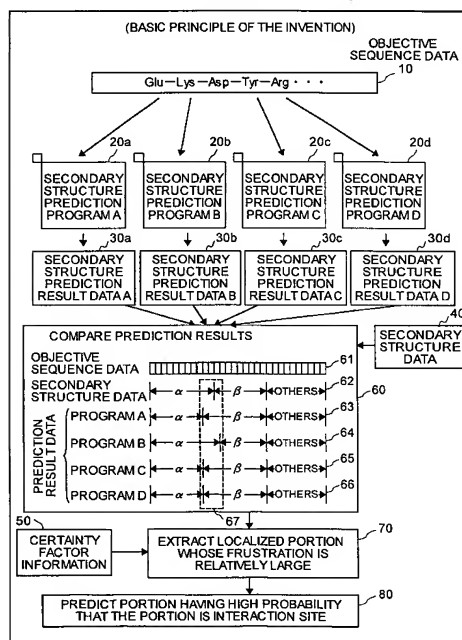 (BASIC PRINCIPLE OF THE INVENTION)
OBJECTIVE
SEQUENCE DATA
10
Glu—Lys—Asp—Tyr—Arg · · ·
20a
20b
20c
20d
SECONDARY
STRUCTURE
PREDICTION
PROGRAM A
SECONDARY
STRUCTURE
PREDICTION
PROGRAM B
SECONDARY
STRUCTURE
PREDICTION
PROGRAM C
SECONDARY
STRUCTURE
PREDICTION
PROGRAM D
30a
30b
30c
30d
SECONDARY
STRUCTURE
PREDICTION
RESULT DATA A
SECONDARY
STRUCTURE
PREDICTION
RESULT DATA B
SECONDARY
STRUCTURE
PREDICTION
RESULT DATA C
SECONDARY
STRUCTURE
PREDICTION
RESULT DATA D
40
SECONDARY
STRUCTURE
DATA
COMPARE PREDICTION RESULTS
60
OBJECTIVE
SEQUENCE DATA
61
SECONDARY
STRUCTURE DATA
α β OTHERS 62
PREDICTION
RESULT DATA
PROGRAM A α β OTHERS 63
PROGRAM B α β OTHERS 64
PROGRAM C α β OTHERS 65
PROGRAM D α β OTHERS 66
67
50
CERTAINTY
FACTOR
INFORMATION
70
EXTRACT LOCALIZED PORTION
WHOSE FRUSTRATION IS
RELATIVELY LARGE
80
PREDICT PORTION HAVING HIGH PROBABILITY
THAT THE PORTION IS INTERACTION SITE